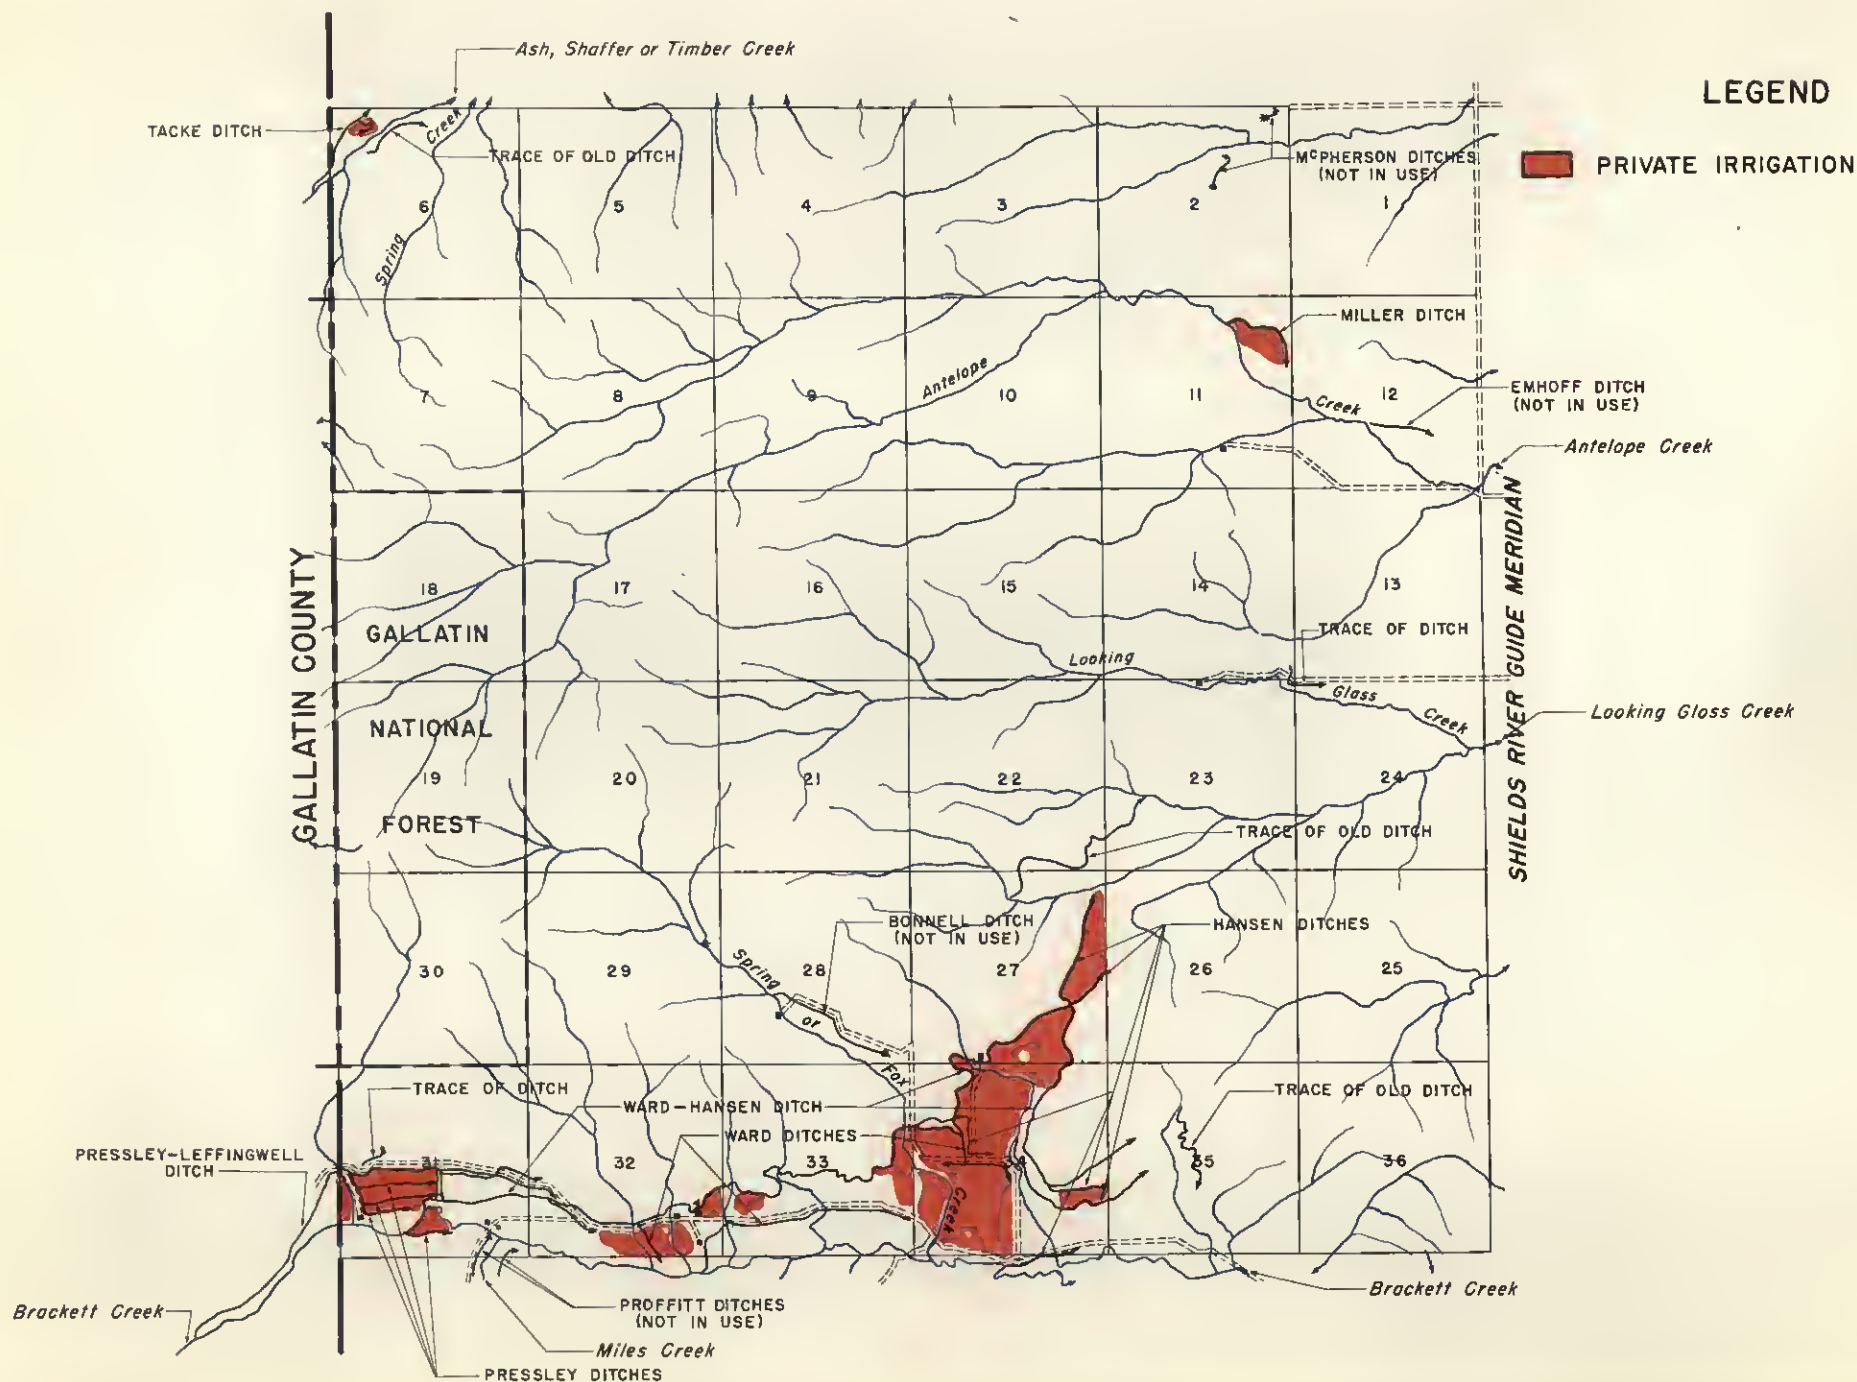 Ash, Shaffer or Timber Creek
LEGEND
PRIVATE IRRIGATION
TACKE DITCH
Creek
TRACE OF OLD DITCH
McPHERSON DITCHES
(NOT IN USE)
6
5
4
3
2
1
Spring
MILLER DITCH
Antelope
7
8
9
10
11
Creek
12
EMHOFF DITCH
(NOT IN USE)
Antelope Creek
GALLATIN COUNTY
SHIELDS RIVER GUIDE MERIDIAN
18
17
16
15
14
13
GALLATIN
NATIONAL
FOREST
TRACE OF DITCH
Looking
Glass
Creek
Looking Glass Creek
19
20
21
22
23
24
TRACE OF OLD DITCH
BONNELL DITCH
(NOT IN USE)
HANSEN DITCHES
30
29
Spring
or
Fox
28
27
26
25
TRACE OF DITCH
WARD-HANSEN DITCH
TRACE OF OLD DITCH
WARD DITCHES
PRESSLEY-LEFFINGWELL
DITCH
31
32
33
34
35
36
Creek
Brackett Creek
PROFFITT DITCHES
(NOT IN USE)
Brackett Creek
Miles Creek
PRESSLEY DITCHES